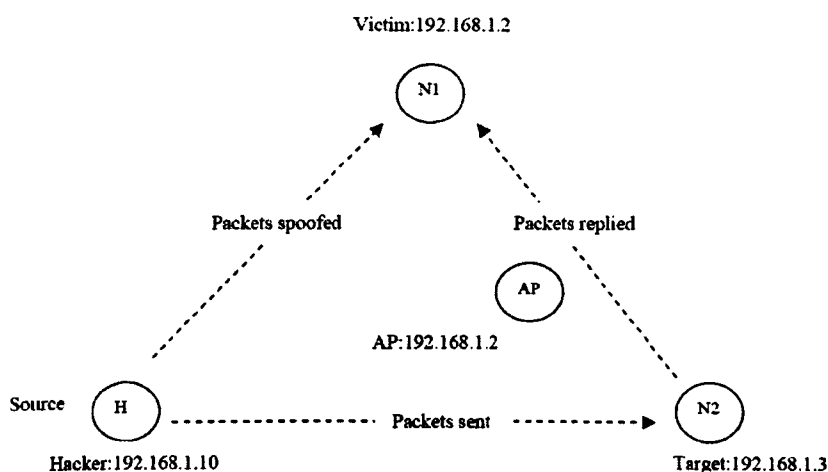 Victim:192.168.1.2
N1
Packets spoofed
Packets replied
AP
AP:192.168.1.2
Source
H
Packets sent
N2
Hacker:192.168.1.10
Target:192.168.1.3